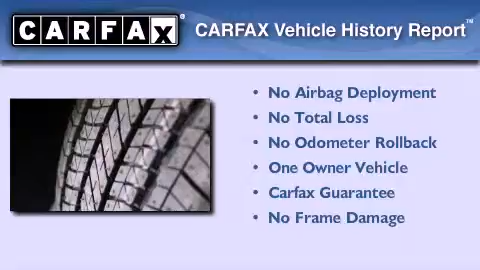 CARFAX® CARFAX Vehicle History Report™
• No Airbag Deployment
• No Total Loss
• No Odometer Rollback
• One Owner Vehicle
• Carfax Guarantee
• No Frame Damage